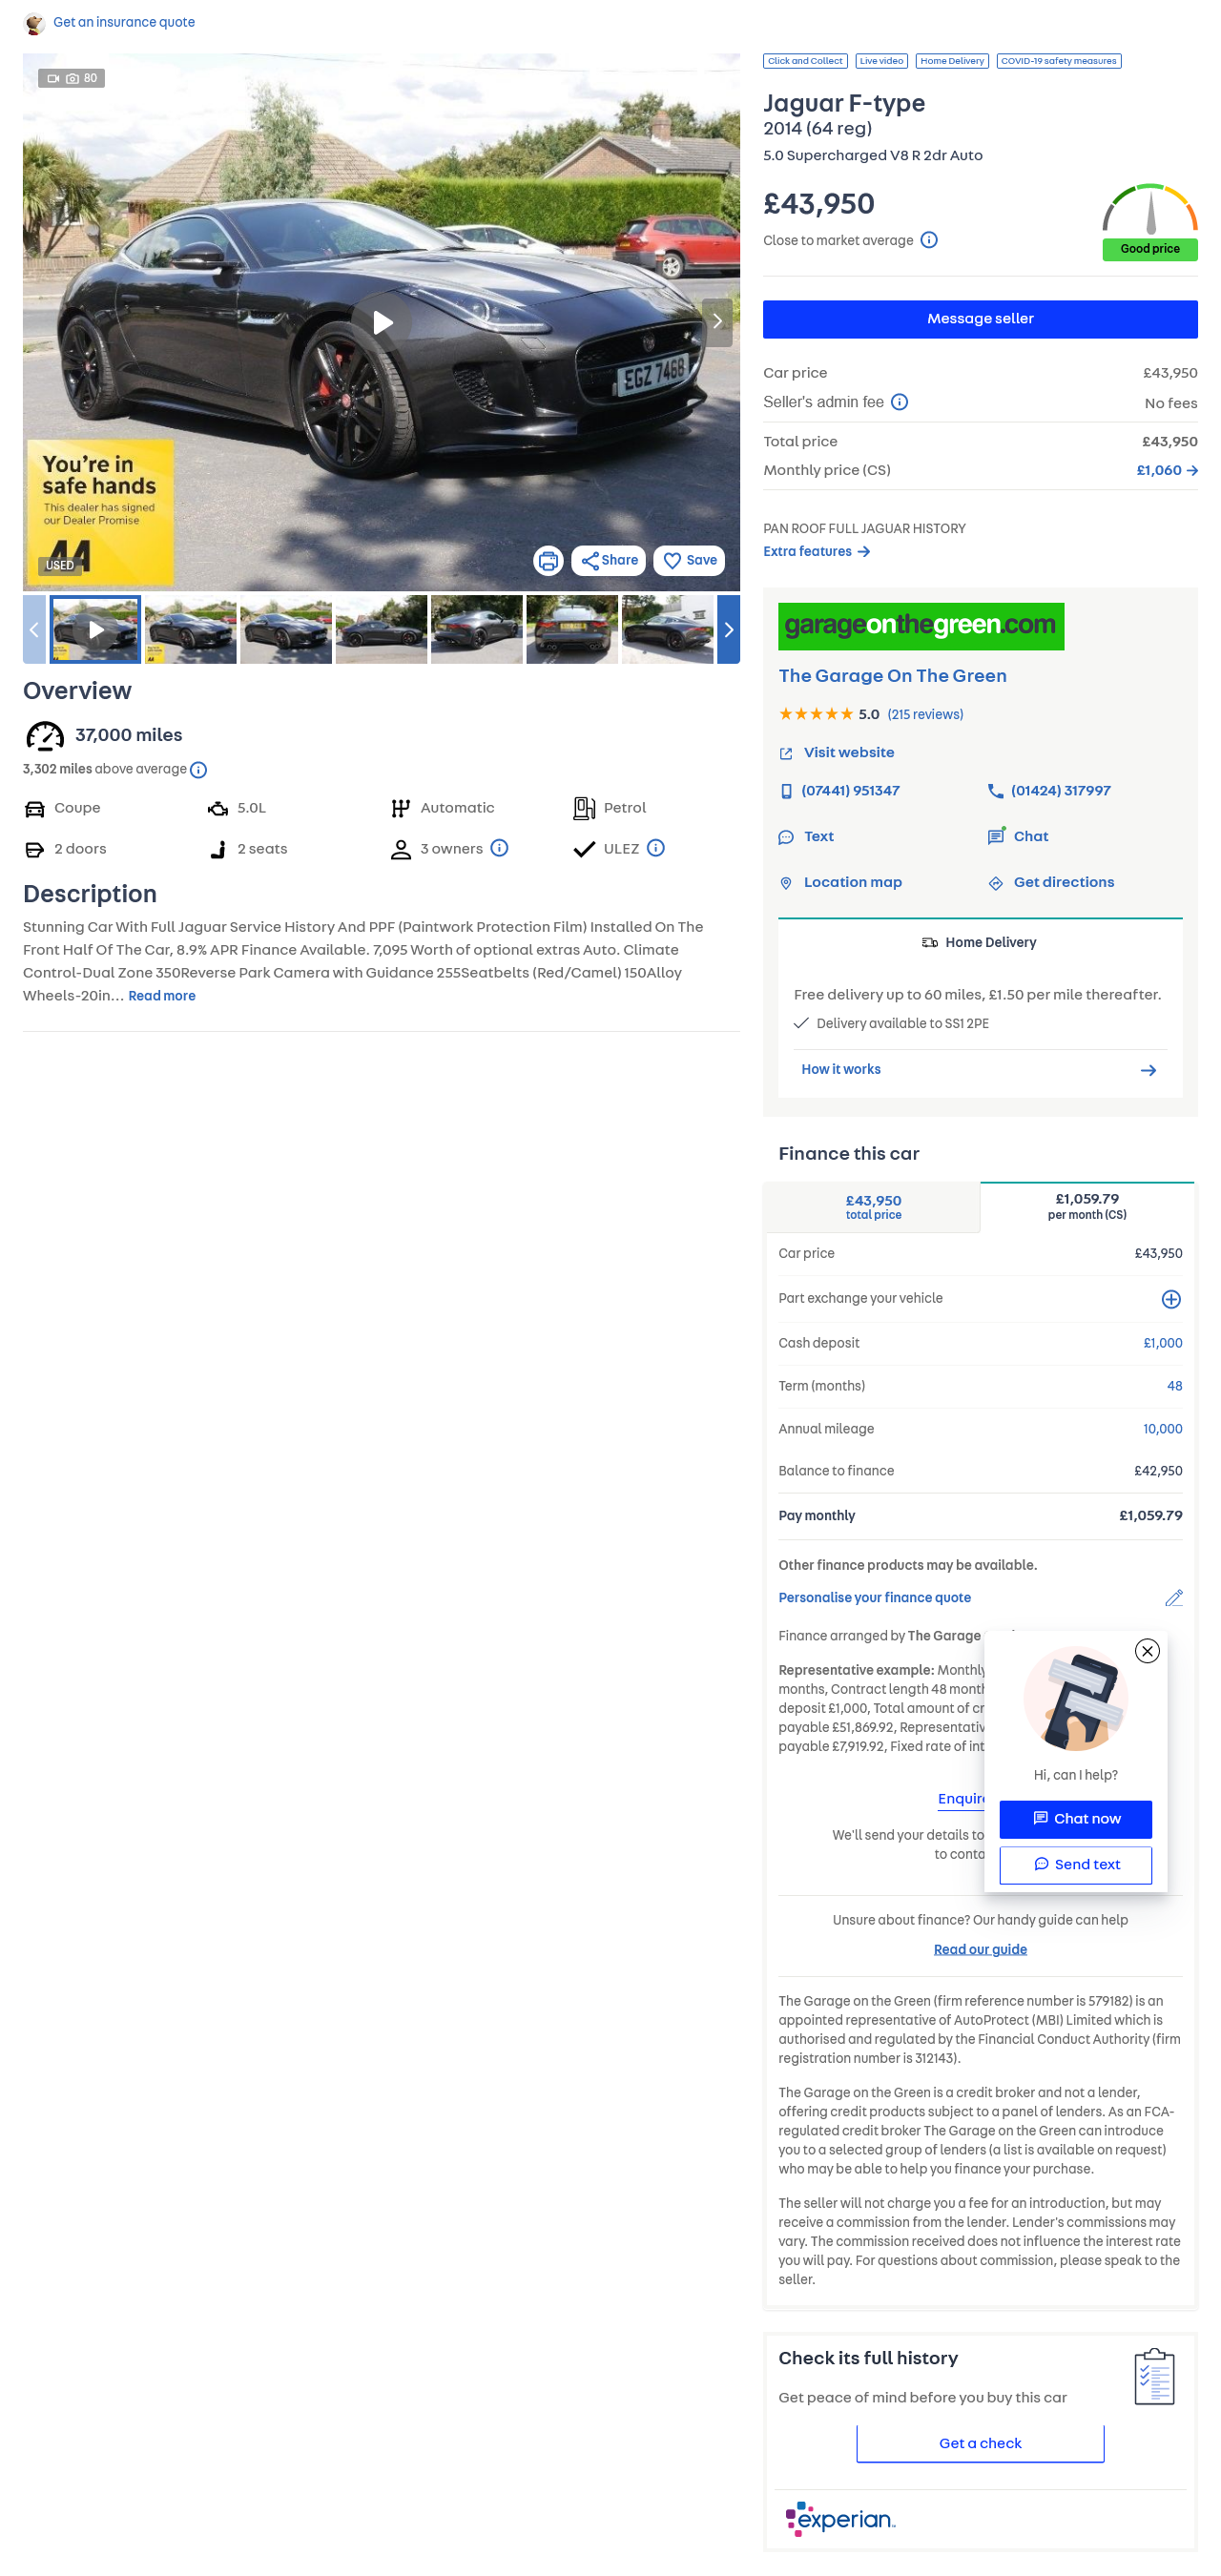 Get an insurance quote
80
EGZ 7468
You're in
safe hands
This dealer has signed
our Dealer Promise
AA
USED
Share
Save
Overview
37,000 miles
3,302 miles above average
Coupe
5.0L
Automatic
Petrol
2 doors
2 seats
3 owners
ULEZ
Description
Stunning Car With Full Jaguar Service History And PPF (Paintwork Protection Film) Installed On The
Front Half Of The Car, 8.9% APR Finance Available. 7,095 Worth of optional extras Auto. Climate
Control-Dual Zone 350Reverse Park Camera with Guidance 255Seatbelts (Red/Camel) 150Alloy
Wheels-20in... Read more
Click and Collect
Live video
Home Delivery
COVID-19 safety measures
Jaguar F-type
2014 (64 reg)
5.0 Supercharged V8 R 2dr Auto
£43,950
Close to market average
Good price
Message seller
Car price £43,950
Seller's admin fee No fees
Total price £43,950
Monthly price (CS) £1,060
PAN ROOF FULL JAGUAR HISTORY
Extra features
garageonthegreen.com
The Garage On The Green
5.0 (215 reviews)
Visit website
(07441) 951347
(01424) 317997
Text
Chat
Location map
Get directions
Home Delivery
Free delivery up to 60 miles, £1.50 per mile thereafter.
Delivery available to SS1 2PE
How it works
Finance this car
£43,950
total price
£1,059.79
per month (CS)
Car price £43,950
Part exchange your vehicle
Cash deposit £1,000
Term (months) 48
Annual mileage 10,000
Balance to finance £42,950
Pay monthly £1,059.79
Other finance products may be available.
Personalise your finance quote
Finance arranged by The Garage
Representative example: Monthly
months, Contract length 48 month
deposit £1,000, Total amount of cr
payable £51,869.92, Representativ
payable £7,919.92, Fixed rate of int
Enquire
We'll send your details to
to conta
Hi, can I help?
Chat now
Send text
Unsure about finance? Our handy guide can help
Read our guide
The Garage on the Green (firm reference number is 579182) is an
appointed representative of AutoProtect (MBI) Limited which is
authorised and regulated by the Financial Conduct Authority (firm
registration number is 312143).
The Garage on the Green is a credit broker and not a lender,
offering credit products subject to a panel of lenders. As an FCA-
regulated credit broker The Garage on the Green can introduce
you to a selected group of lenders (a list is available on request)
who may be able to help you finance your purchase.
The seller will not charge you a fee for an introduction, but may
receive a commission from the lender. Lender's commissions may
vary. The commission received does not influence the interest rate
you will pay. For questions about commission, please speak to the
seller.
Check its full history
Get peace of mind before you buy this car
Get a check
experian